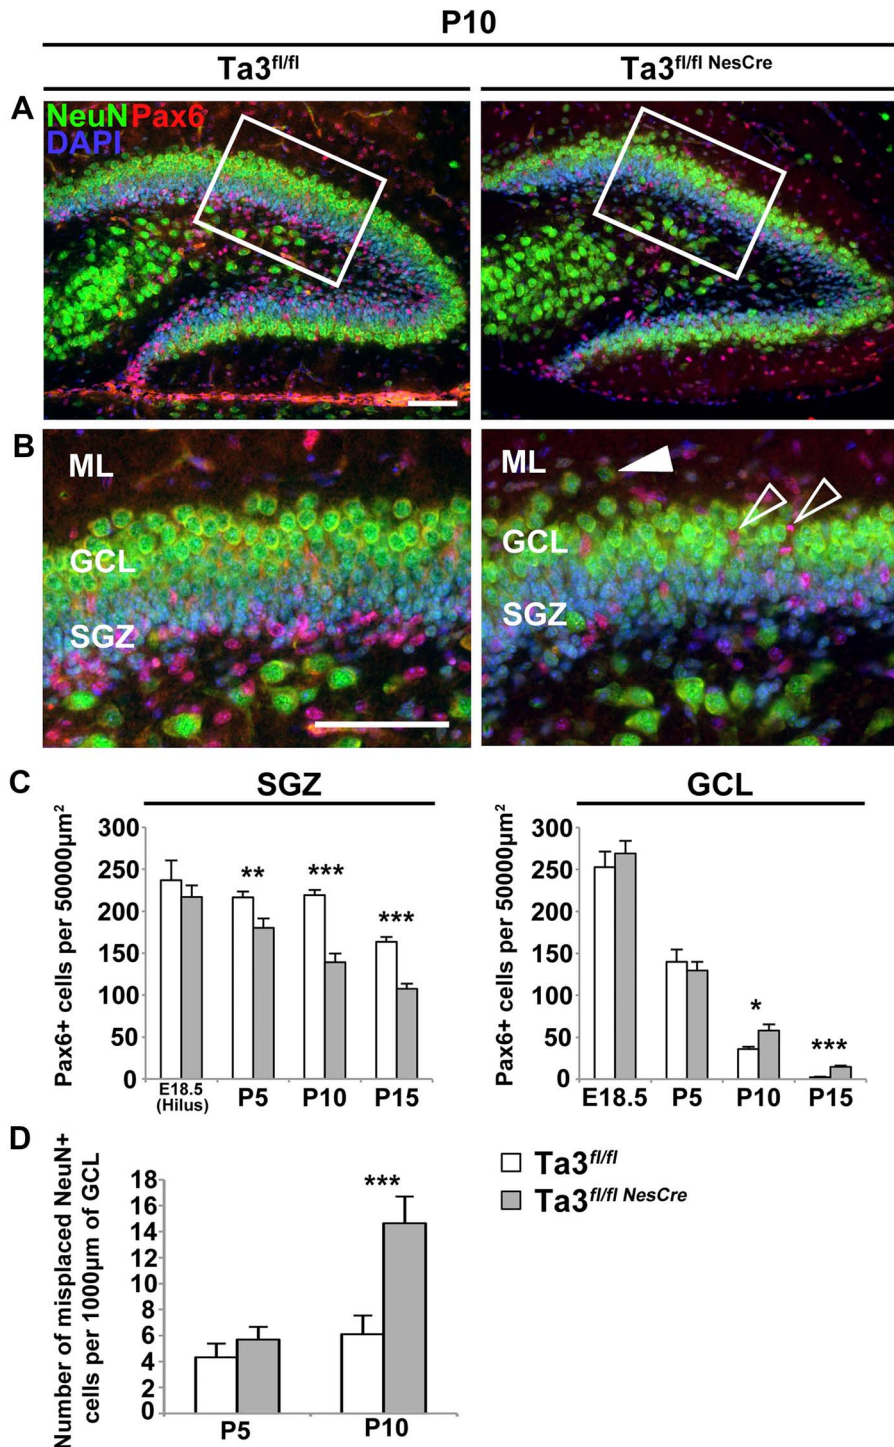 P10
Ta3fl/fl
Ta3fl/fl NesCre
A
NeuN Pax6
DAPI
B
ML
GCL
SGZ
ML
GCL
SGZ
C
SGZ
GCL
Pax6+ cells per 50000µm²
300
250
200
150
100
50
0
**
***
***
E18.5
(Hilus)
P5
P10
P15
Pax6+ cells per 50000µm²
300
250
200
150
100
50
0
*
***
E18.5
P5
P10
P15
D
Number of misplaced NeuN+
cells per 1000µm of GCL
18
16
14
12
10
8
6
4
2
0
***
P5
P10
Ta3fl/fl
Ta3fl/fl NesCre